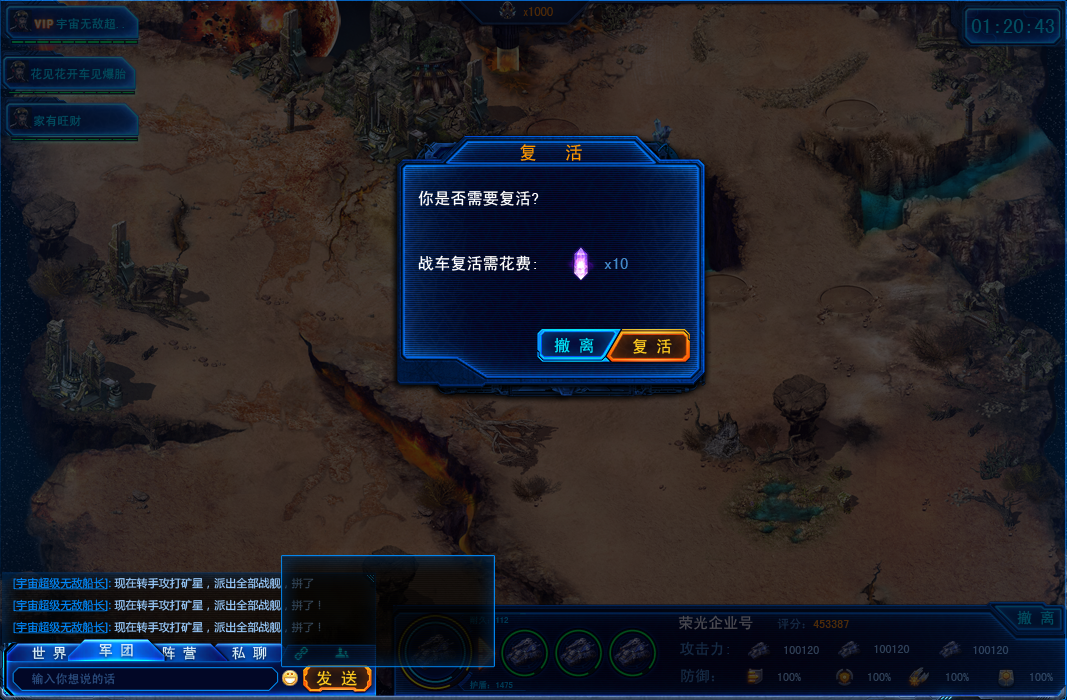 VIP 宇宙无敌超..
x1000
01:20:43
花见花开车见爆胎
家有旺财
复 活
你是否需要复活?
战车复活需花费:
x10
撤 离
复 活
[宇宙超级无敌船长]: 现在转手攻打矿星，派出全部战舰，拼了
[宇宙超级无敌船长]: 现在转手攻打矿星，派出全部战舰，拼了！
[宇宙超级无敌船长]: 现在转手攻打矿星，派出全部战舰，拼了！
世 界
军 团
阵 营
私 聊
输入你想说的话
发 送
护盾: 1475
荣光企业号
评分: 453387
撤 离
攻击力:
100120
100120
100120
防御:
100%
100%
100%
100%